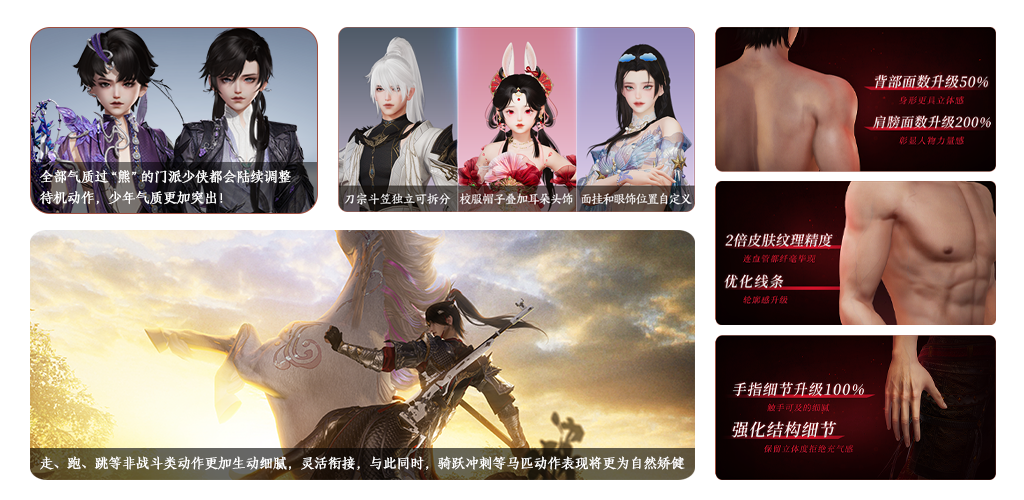 全部气质过“熊”的门派少侠都会陆续调整
待机动作，少年气质更加突出！
刀宗斗笠独立可拆分
校服帽子叠加耳朵头饰
面挂和眼饰位置自定义
走、跑、跳等非战斗类动作更加生动细腻，灵活衔接，与此同时，骑跃冲刺等马匹动作表现将更为自然矫健
背部面数升级50%
身形更具立体感
肩膀面数升级200%
彰显人物力量感
2倍皮肤纹理精度
连血管都纤毫毕现
优化线条
轮廓感升级
手指细节升级100%
触手可及的细腻
强化结构细节
保留立体度拒绝充气感